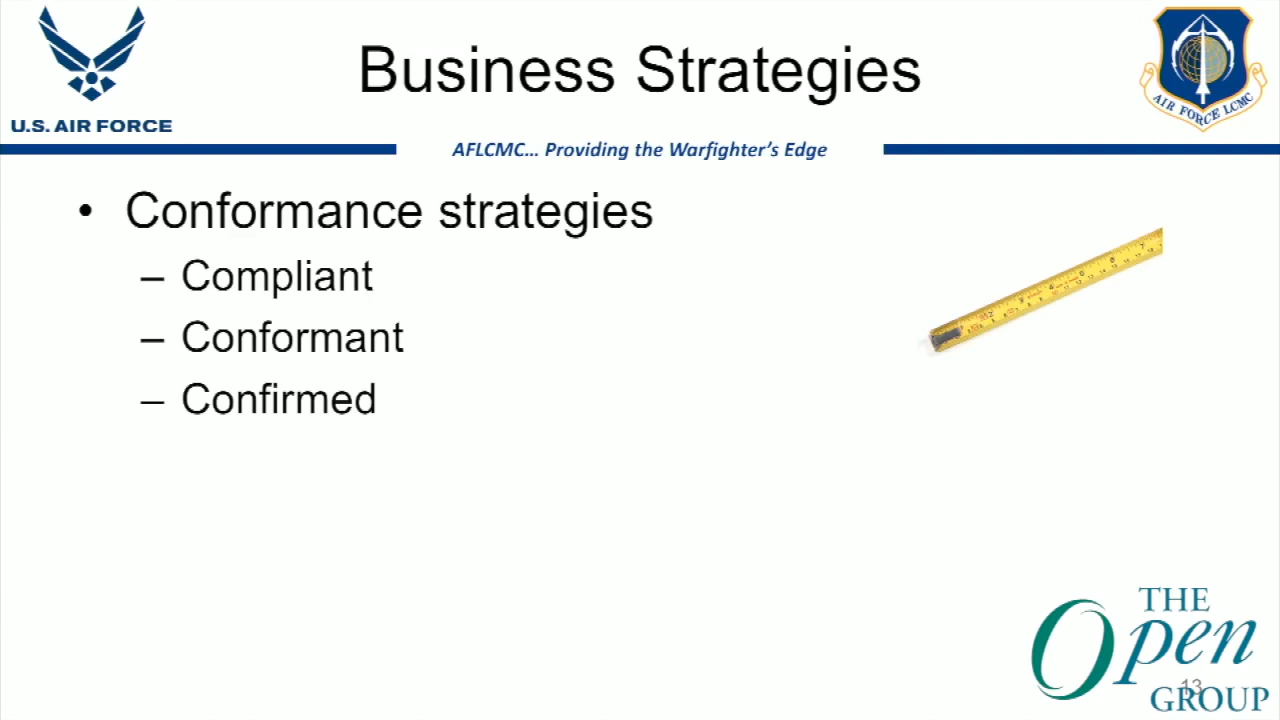 Business Strategies
U.S. AIR FORCE
AIR FORCE LCMC
AFLCMC... Providing the Warfighter's Edge
• Conformance strategies
– Compliant
– Conformant
– Confirmed
THE
Open
GROUP
13